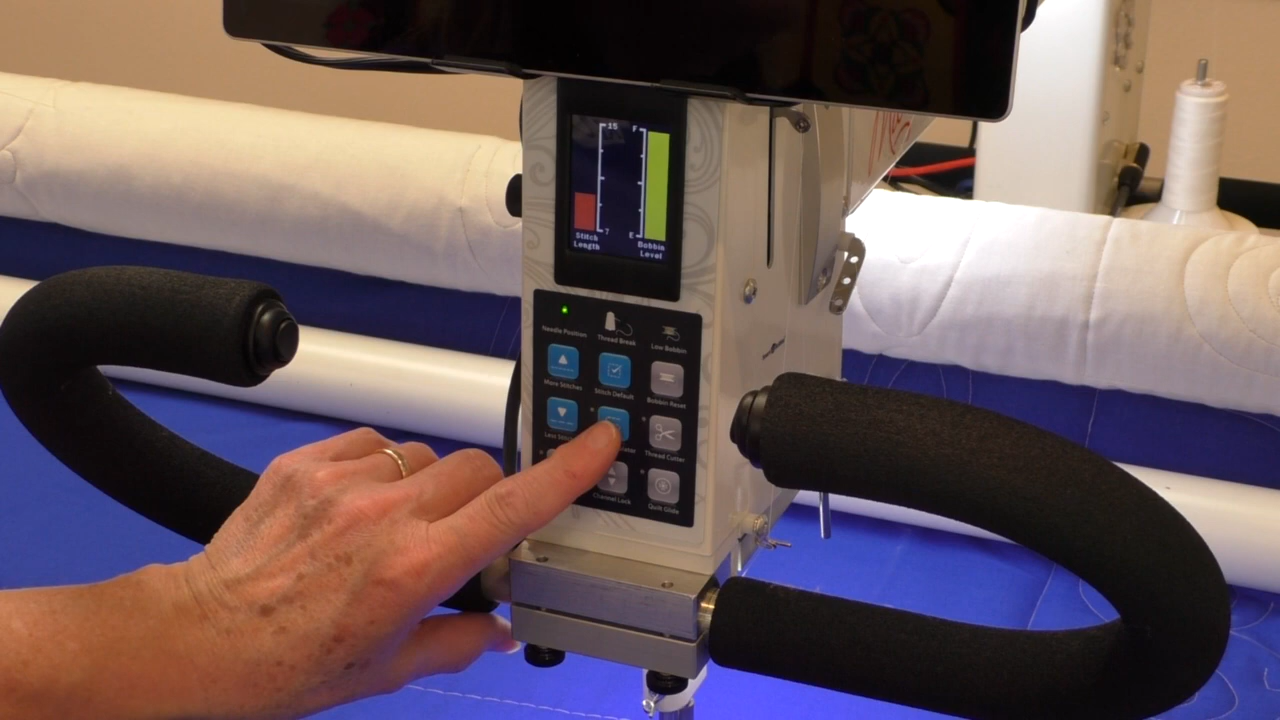 15
F
7
E
Stitch
Length
Bobbin
Level
Needle Position
Thread Break
Low Bobbin
More Stitches
Stitch Default
Bobbin Reset
Less
Thread Cutter
Channel Lock
Quilt Glide